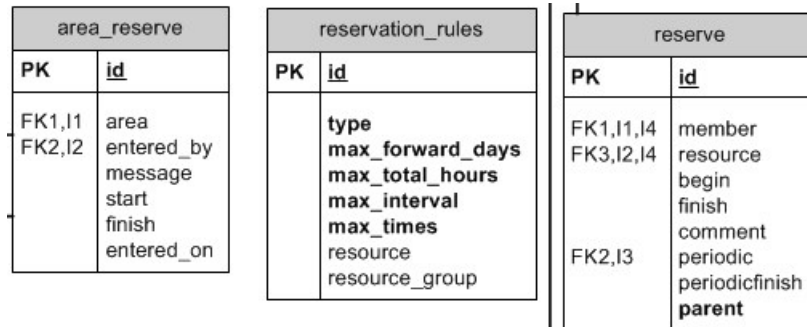 area_reserve
PK id
FK1,I1 area
FK2,I2 entered_by
message
start
finish
entered_on
reservation_rules
PK id
type
max_forward_days
max_total_hours
max_interval
max_times
resource
resource_group
reserve
PK id
FK1,I1,I4 member
FK3,I2,I4 resource
begin
finish
comment
FK2,I3 periodic
periodicfinish
parent